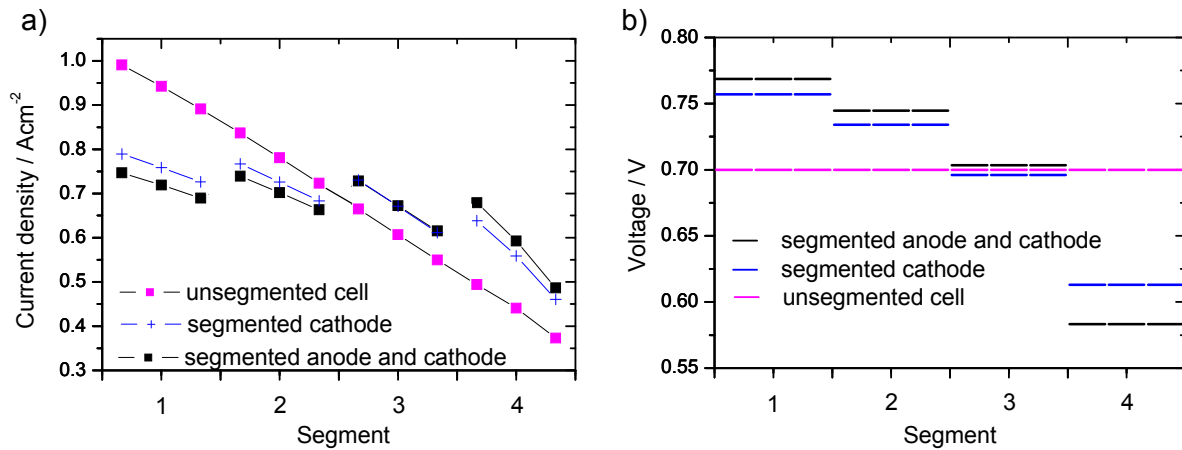 a)
1.0
0.9
0.8
0.7
0.6
0.5
0.4
0.3
Current density / Acm⁻²
unsegmented cell
segmented cathode
segmented anode and cathode
1 2 3 4
Segment
b)
0.80
0.75
0.70
0.65
0.60
0.55
Voltage / V
segmented anode and cathode
segmented cathode
unsegmented cell
1 2 3 4
Segment